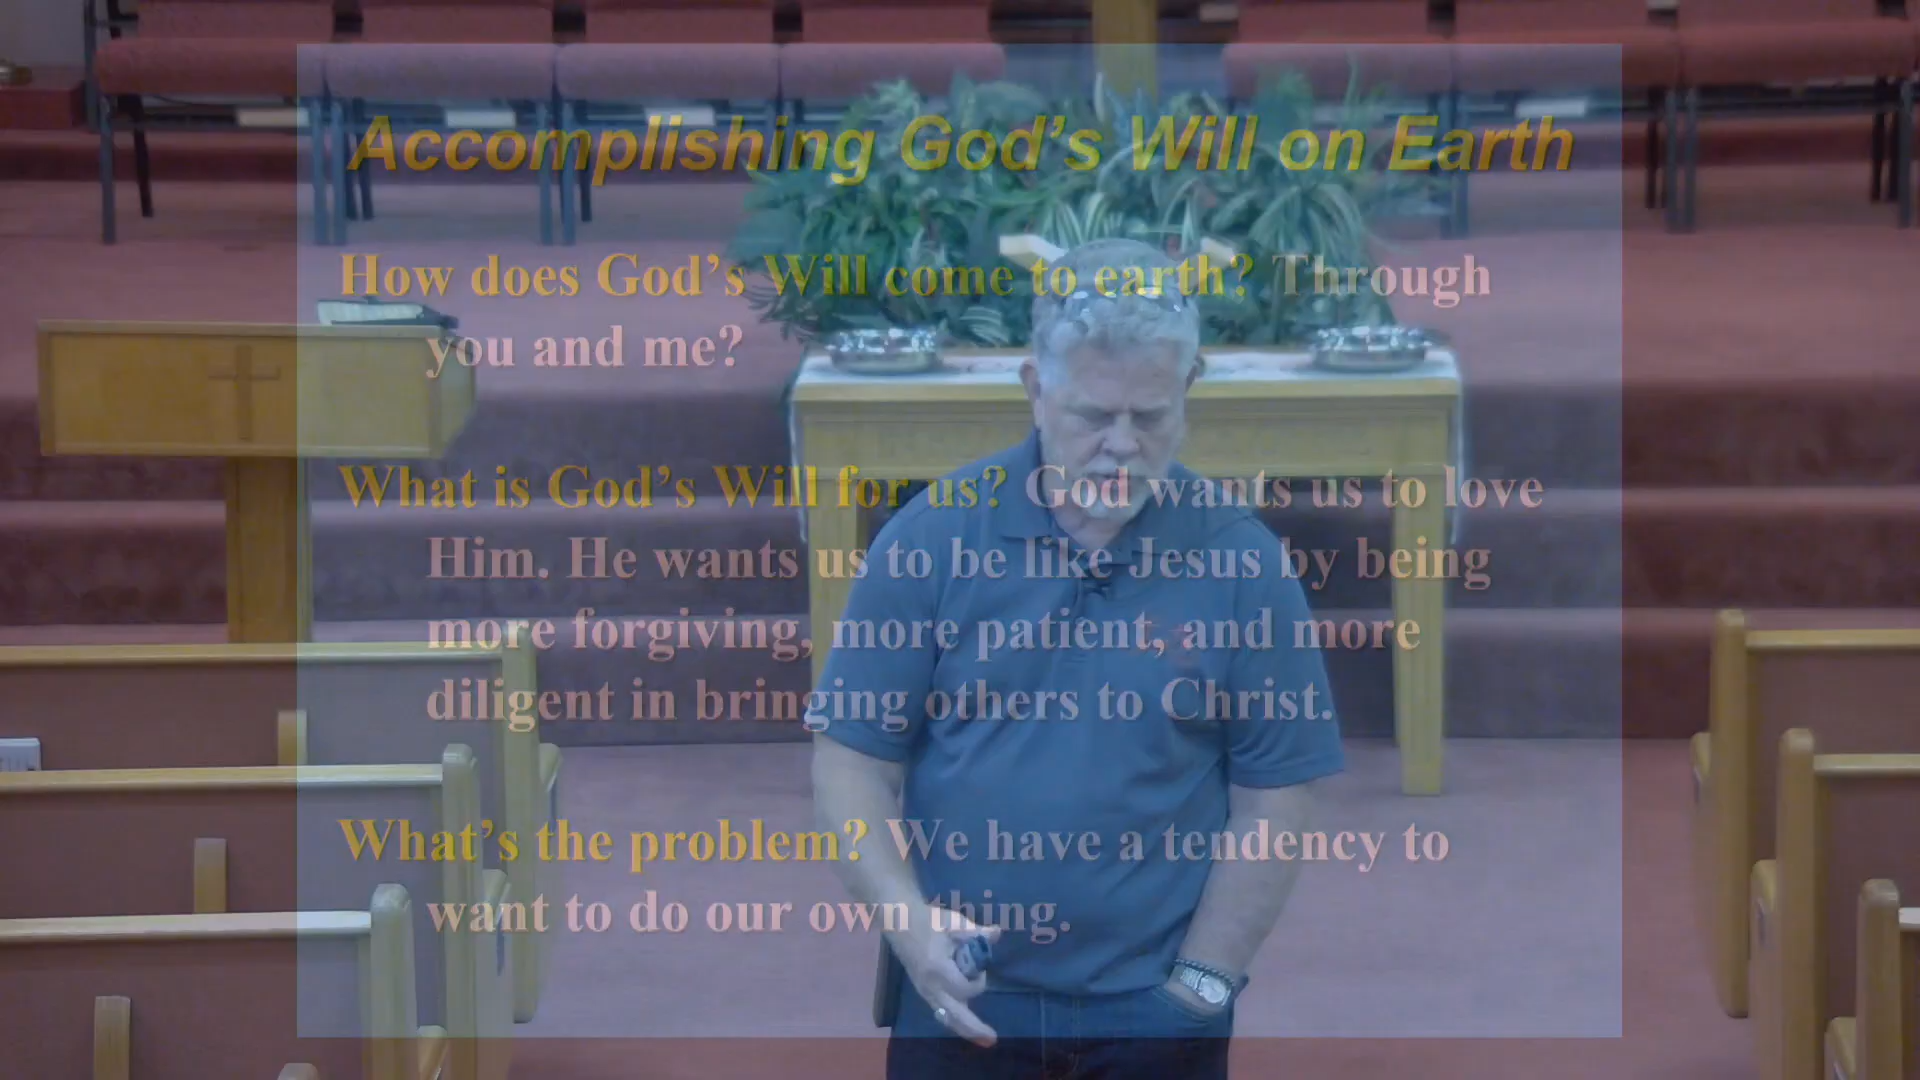 Accomplishing God’s Will on Earth
How does God’s Will come to earth? Through
you and me?
What is God’s Will for us? God wants us to love
Him. He wants us to be like Jesus by being
more forgiving, more patient, and more
diligent in bringing others to Christ.
What’s the problem? We have a tendency to
want to do our own thing.